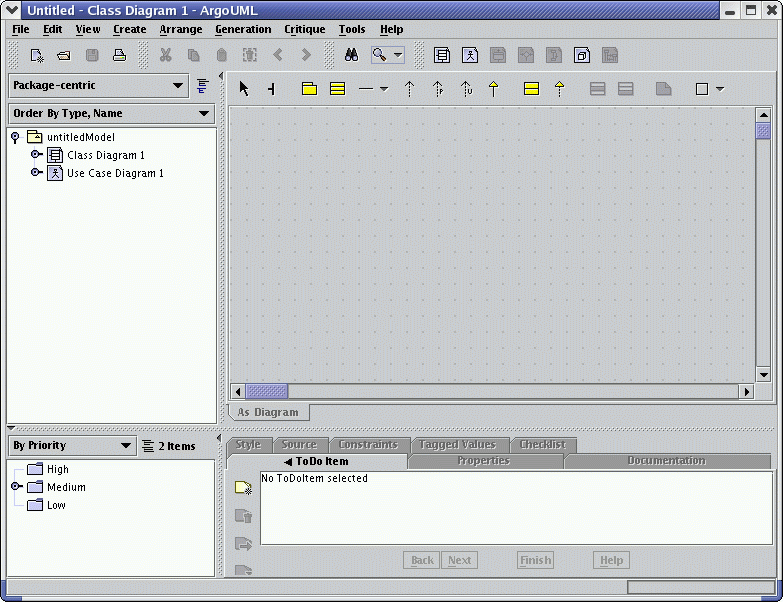 Untitled - Class Diagram 1 - ArgoUML
File Edit View Create Arrange Generation Critique Tools Help
Package-centric
Order By Type, Name
untitledModel
Class Diagram 1
Use Case Diagram 1
As Diagram
By Priority
2 Items
High
Medium
Low
Style Source Constraints Tagged Values Checklist
ToDo Item Properties Documentation
No ToDoItem selected
Back Next Finish Help